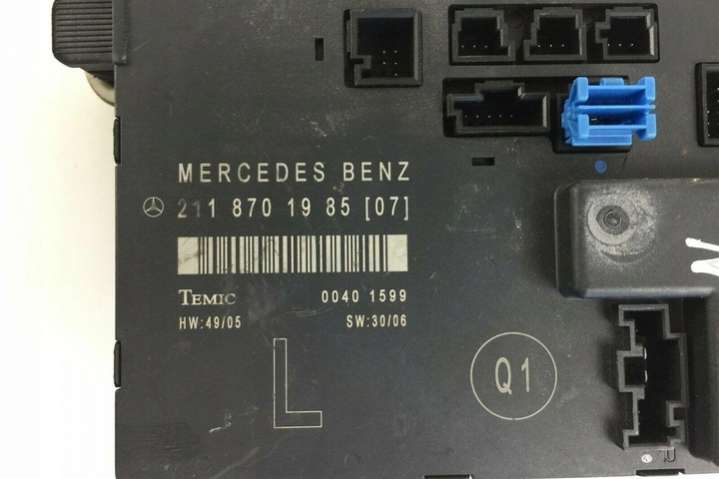 MERCEDES BENZ
211 870 19 85 [07]
TEMIC 0040 1599
HW:49/05 SW:30/06
L
Q1
N